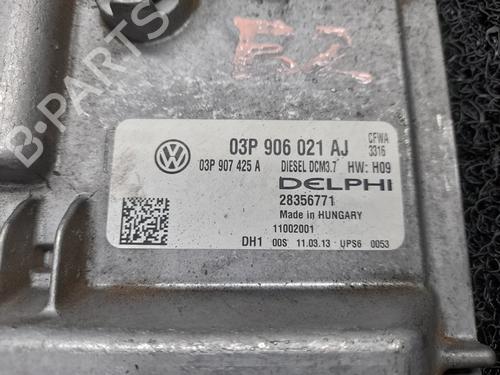 B-PARTS
B2
03P 906 021 AJ
CFWA
3316
03P 907 425 A
DIESEL DCM3.7
HW: H09
DELPHI
28356771
Made in HUNGARY
11002001
DH1 00S 11.03.13 UPS6 0053